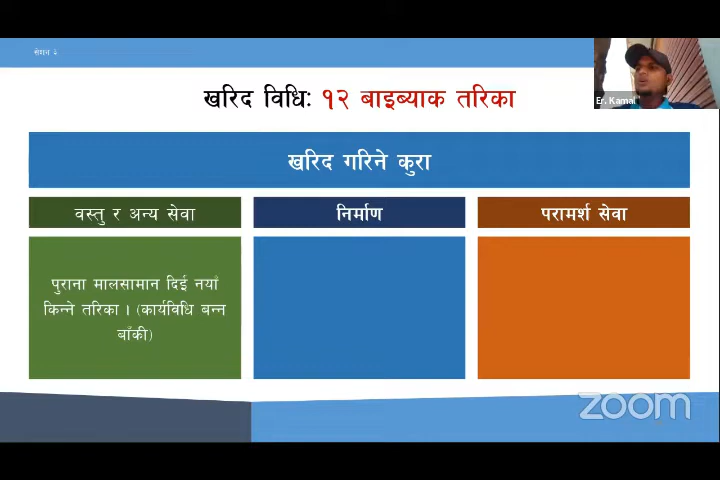 सेशन ६
Er. Kamal
खरिद विधिः १२ बाइब्याक तरिका
खरिद गरिने कुरा
वस्तु र अन्य सेवा
निर्माण
परामर्श सेवा
पुराना मालसामान दिई नयाँ
किन्ने तरिका । (कार्यविधि बन्न
बाँकी)
zoom